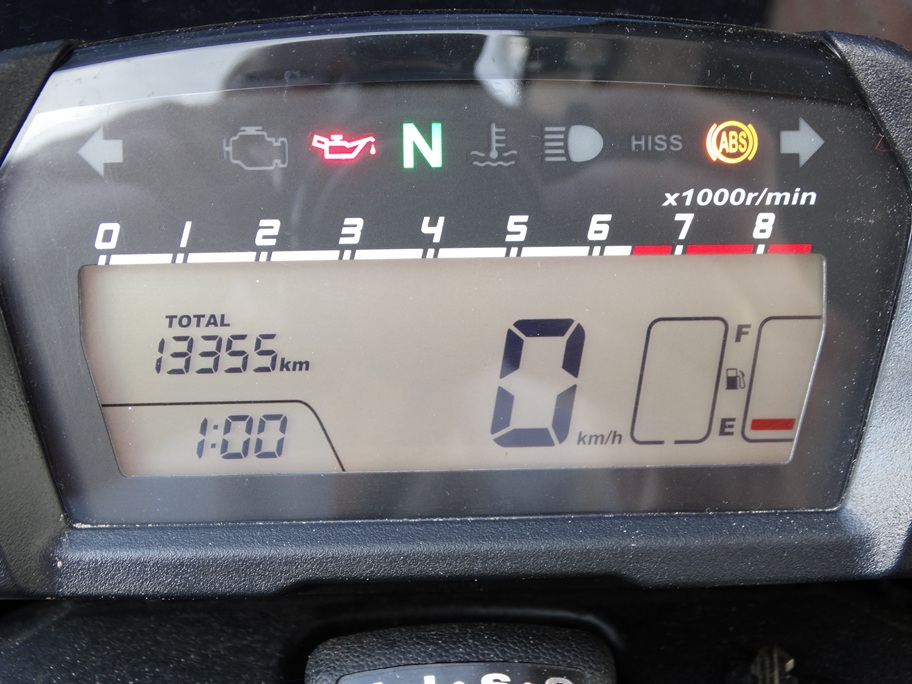 N HISS ABS
x1000r/min
0 1 2 3 4 5 6 7 8
TOTAL
13355km
1:00
0 km/h
F
E